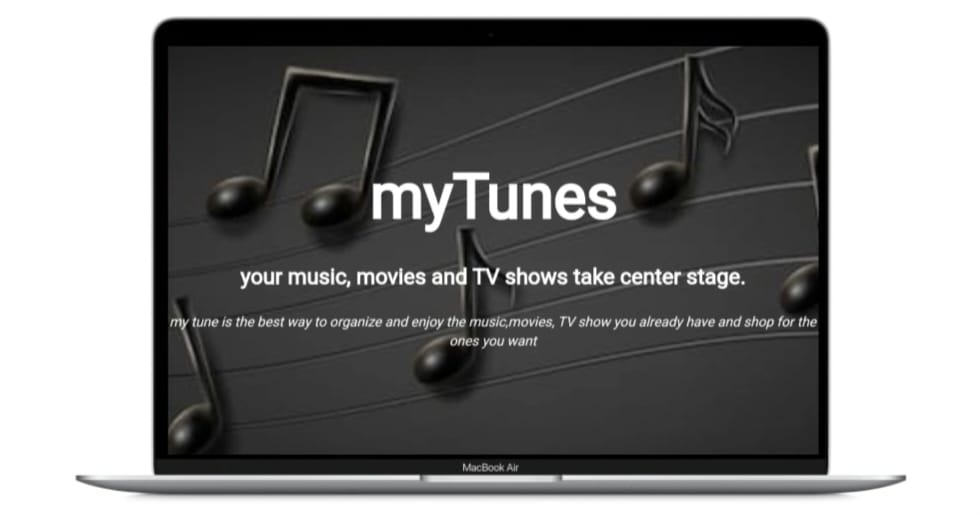 myTunes
your music, movies and TV shows take center stage.
my tune is the best way to organize and enjoy the music,movies, TV show you already have and shop for the
ones you want
MacBook Air